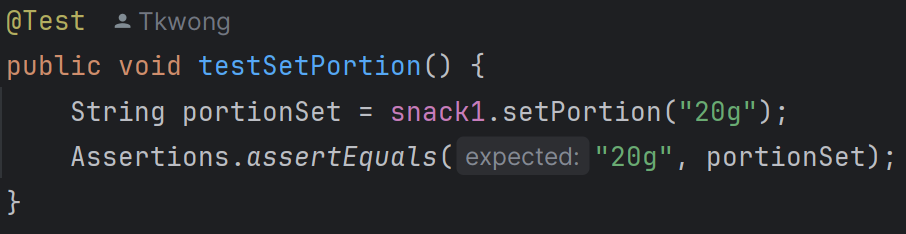 @Test Tkwong
public void testSetPortion() {
    String portionSet = snack1.setPortion("20g");
    Assertions.assertEquals( expected: "20g", portionSet);
}